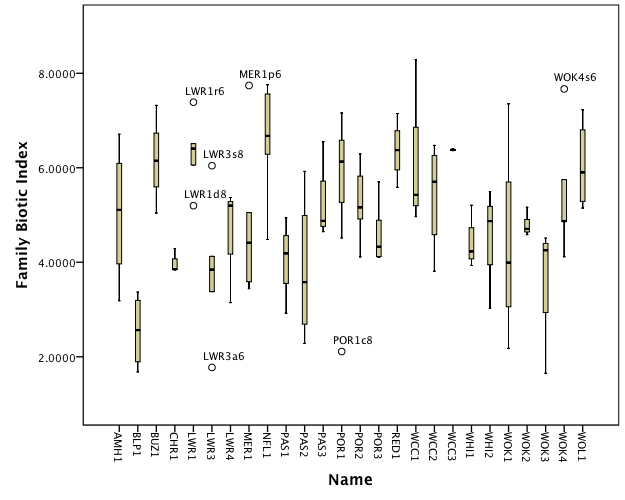 MER1p6
WOK4s6
8.0000
LWR1r6
LWR3s8
6.0000
LWR1d8
4.0000
POR1c8
LWR3a6
2.0000
Family Biotic Index
AMH1
BLP1
BUZ1
CHR1
LWR1
LWR3
LWR4
MER1
NFL1
PAS1
PAS2
PAS3
POR1
POR2
POR3
RED1
WCC1
WCC2
WCC3
WHI1
WHI2
WOK1
WOK2
WOK3
WOK4
WOL1
Name